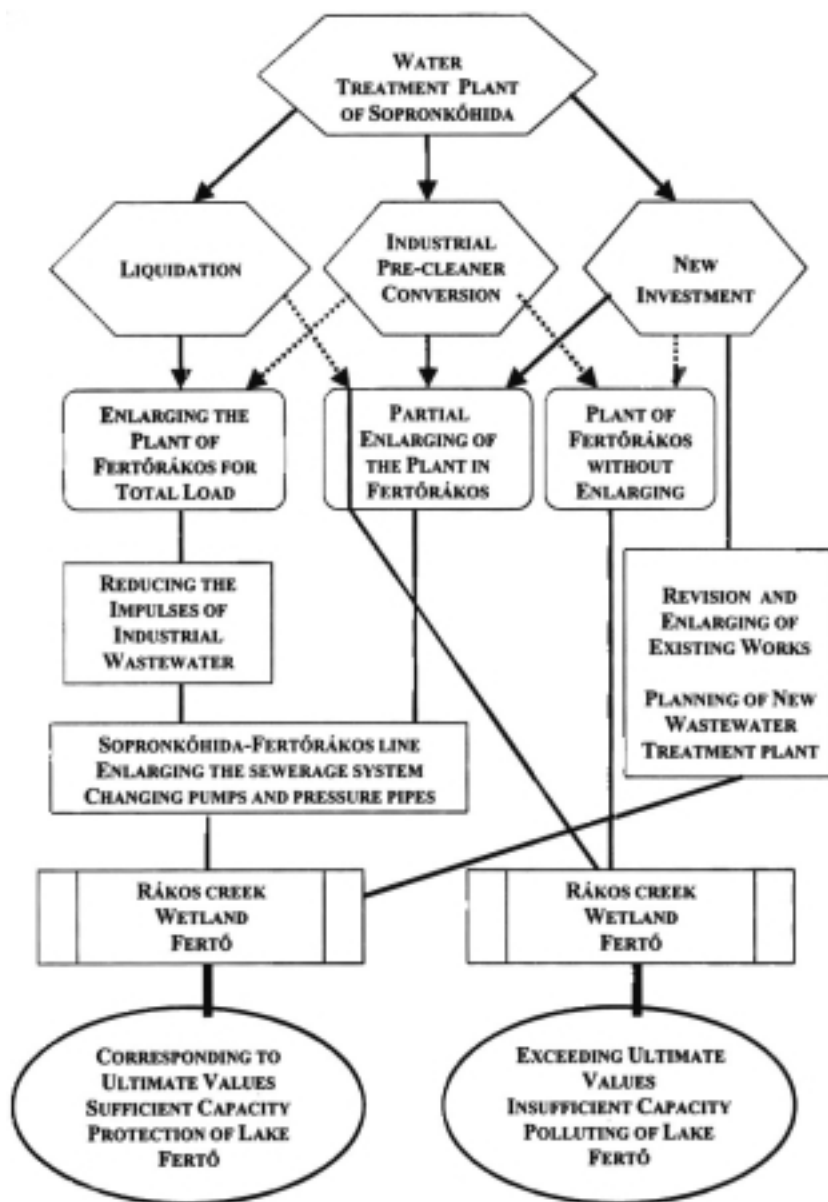 WATER
TREATMENT PLANT
OF SOPRONKŐHIDA
LIQUIDATION
INDUSTRIAL
PRE-CLEANER
CONVERSION
NEW
INVESTMENT
ENLARGING THE
PLANT OF
FERTŐRÁKOS FOR
TOTAL LOAD
PARTIAL
ENLARGING OF
THE PLANT IN
FERTŐRÁKOS
PLANT OF
FERTŐRÁKOS
WITHOUT
ENLARGING
REDUCING THE
IMPULSES OF
INDUSTRIAL
WASTEWATER
REVISION AND
ENLARGING OF
EXISTING WORKS
PLANNING OF NEW
WASTEWATER
TREATMENT PLANT
SOPRONKŐHIDA-FERTŐRÁKOS LINE
ENLARGING THE SEWERAGE SYSTEM
CHANGING PUMPS AND PRESSURE PIPES
RÁKOS CREEK
WETLAND
FERTŐ
RÁKOS CREEK
WETLAND
FERTŐ
CORRESPONDING TO
ULTIMATE VALUES
SUFFICIENT CAPACITY
PROTECTION OF LAKE
FERTŐ
EXCEEDING ULTIMATE
VALUES
INSUFFICIENT CAPACITY
POLLUTING OF LAKE
FERTŐ